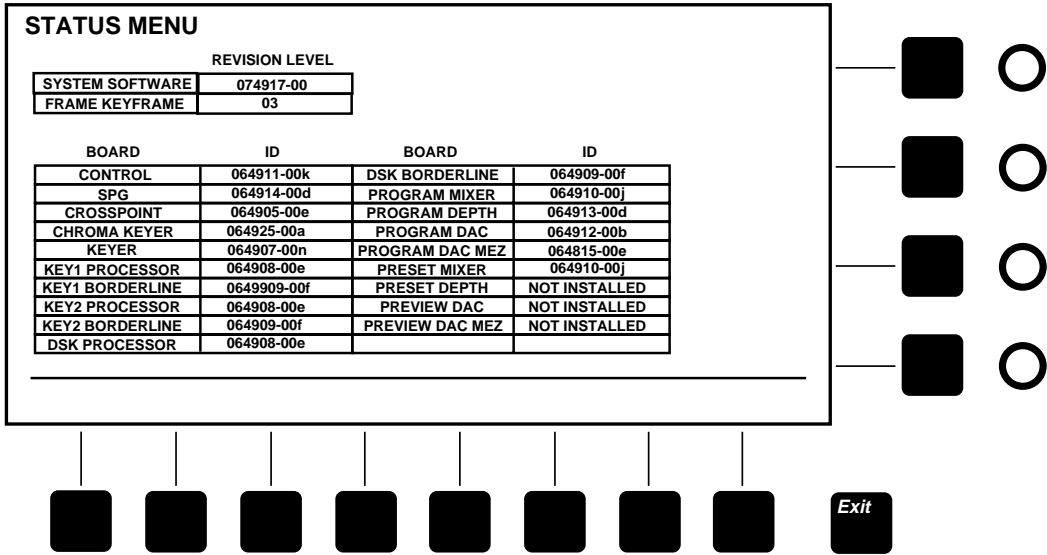 STATUS MENU
REVISION LEVEL
SYSTEM SOFTWARE 074917-00
FRAME KEYFRAME 03
BOARD ID BOARD ID
CONTROL 064911-00k DSK BORDERLINE 064909-00f
SPG 064914-00d PROGRAM MIXER 064910-00j
CROSSPOINT 064905-00e PROGRAM DEPTH 064913-00d
CHROMA KEYER 064925-00a PROGRAM DAC 064912-00b
KEYER 064907-00n PROGRAM DAC MEZ 064815-00e
KEY1 PROCESSOR 064908-00e PRESET MIXER 064910-00j
KEY1 BORDERLINE 0649909-00f PRESET DEPTH NOT INSTALLED
KEY2 PROCESSOR 064908-00e PREVIEW DAC NOT INSTALLED
KEY2 BORDERLINE 064909-00f PREVIEW DAC MEZ NOT INSTALLED
DSK PROCESSOR 064908-00e
Exit